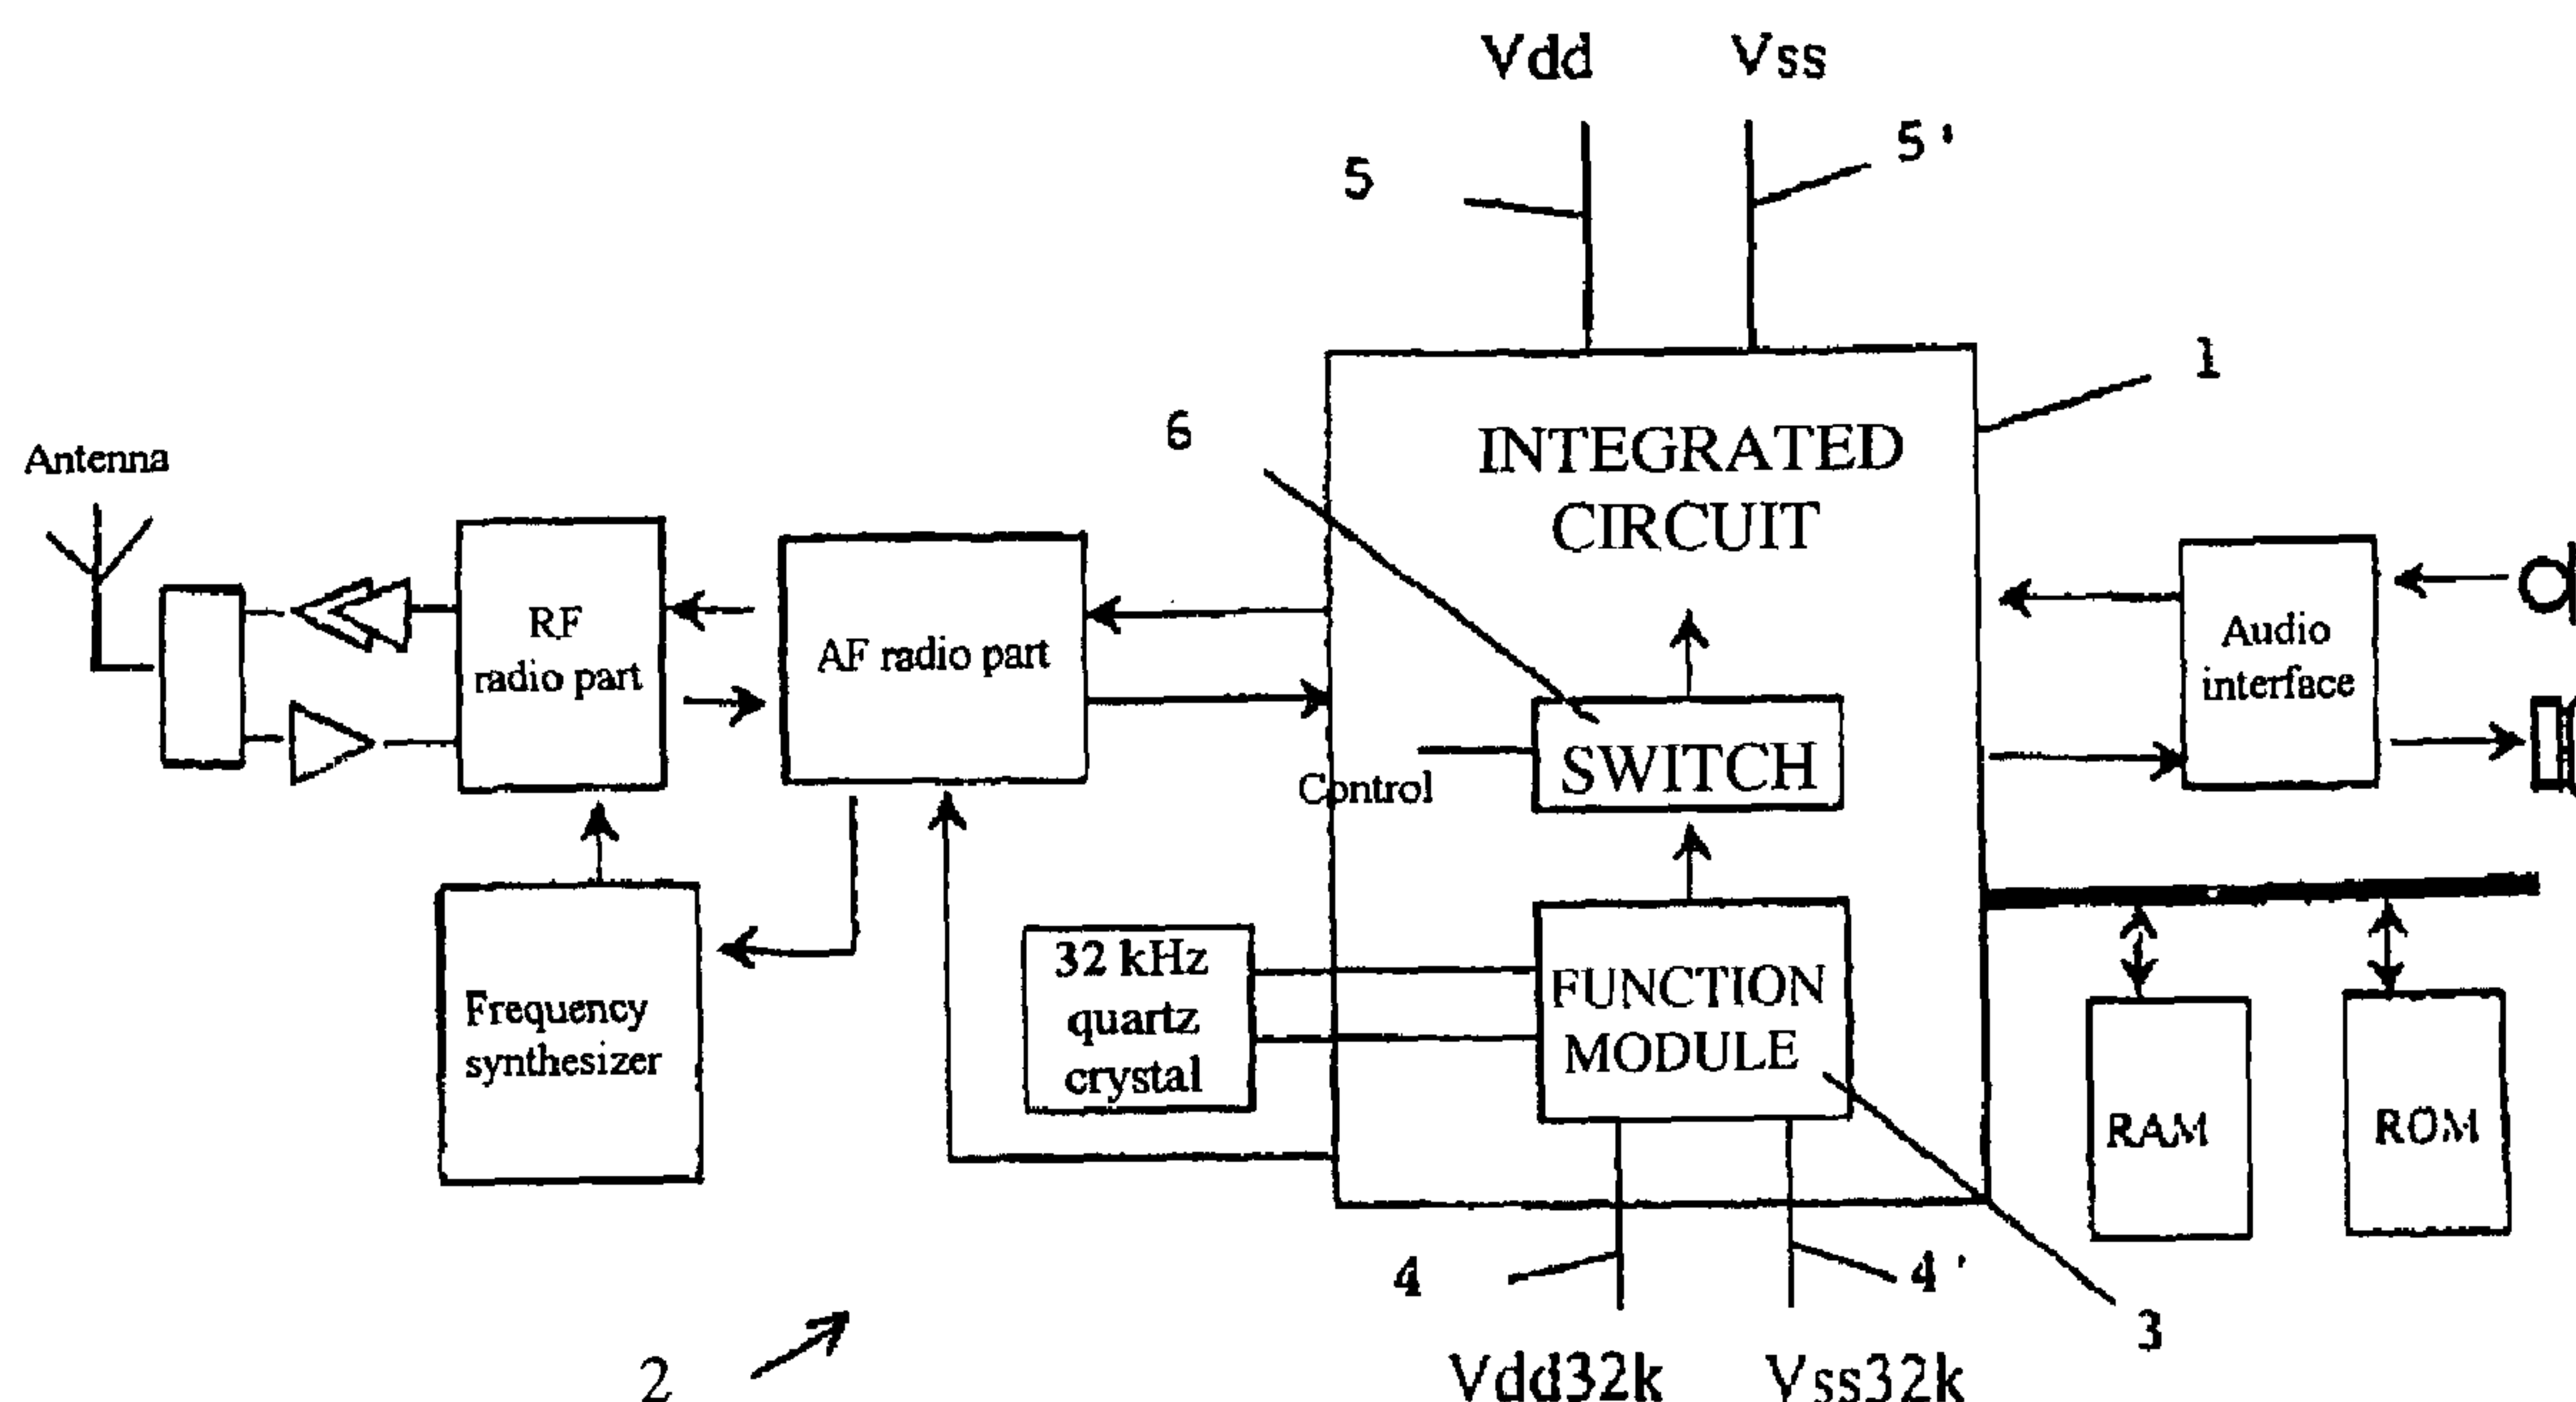 Vdd
Vss
5
5'
1
6
INTEGRATED
CIRCUIT
Antenna
RF
radio part
AF radio part
Audio
interface
SWITCH
Control
32 kHz
quartz
crystal
FUNCTION
MODULE
Frequency
synthesizer
RAM
ROM
4
4'
3
2
Vdd32k
Vss32k